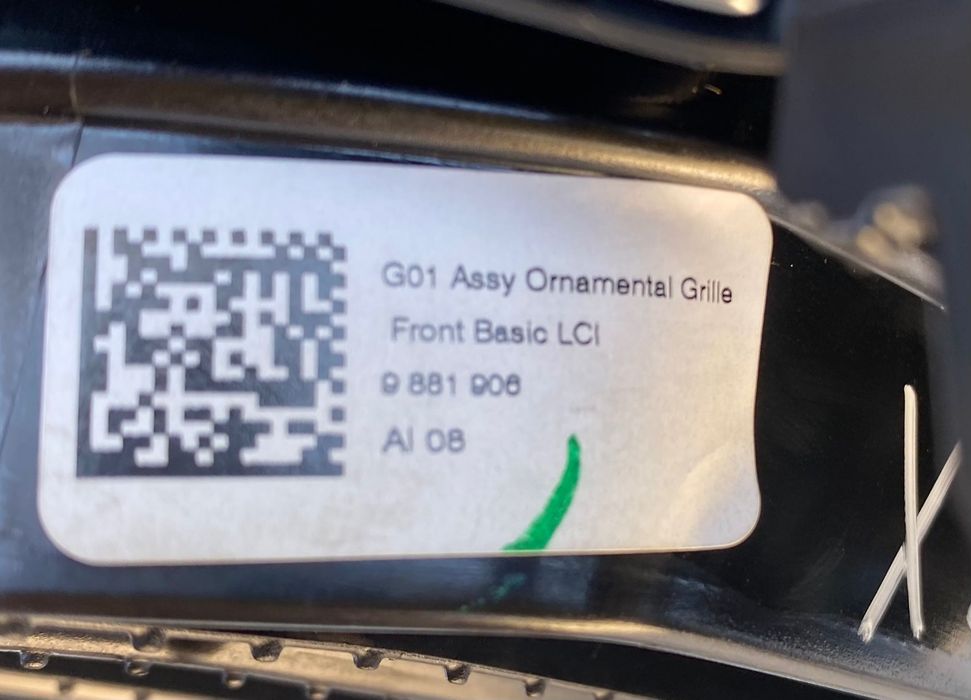 G01 Assy Ornamental Grille
Front Basic LCI
9 881 906
AI 08